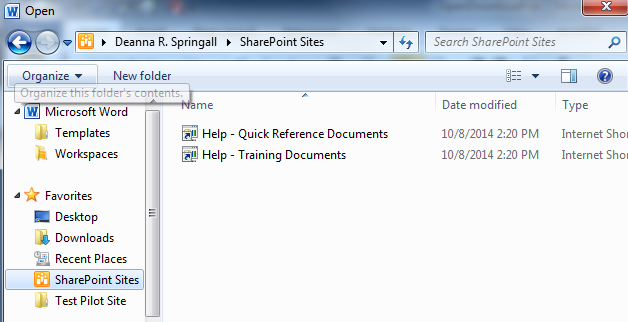 Open
Deanna R. Springall ▸ SharePoint Sites ▸
Search SharePoint Sites
Organize ▼ New folder
Organize this folder's contents.
Name Date modified Type
Microsoft Word
Templates
Workspaces
Help - Quick Reference Documents 10/8/2014 2:20 PM Internet Sho
Help - Training Documents 10/8/2014 2:20 PM Internet Sho
Favorites
Desktop
Downloads
Recent Places
SharePoint Sites
Test Pilot Site